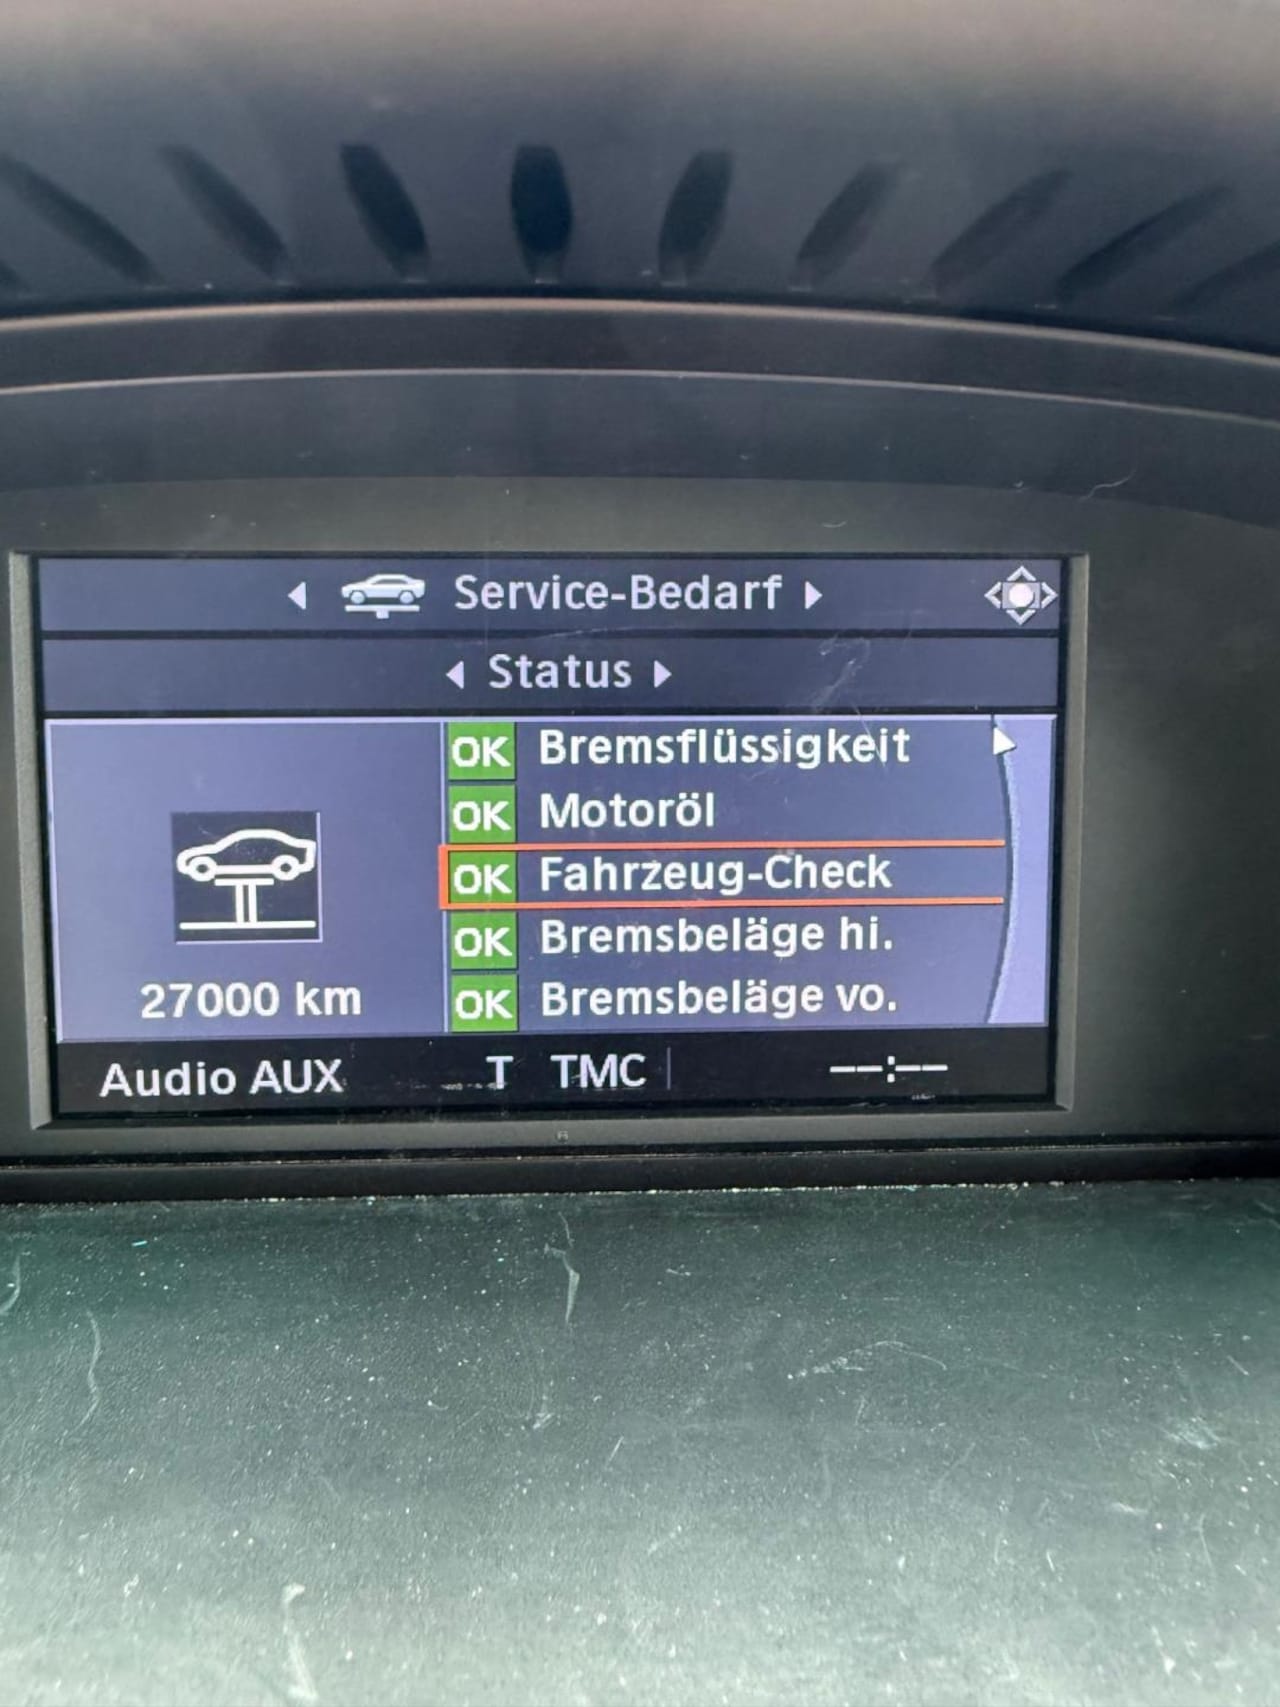 Service-Bedarf
Status
OK Bremsflüssigkeit
OK Motoröl
OK Fahrzeug-Check
OK Bremsbeläge hi.
OK Bremsbeläge vo.
27000 km
Audio AUX T TMC --:--